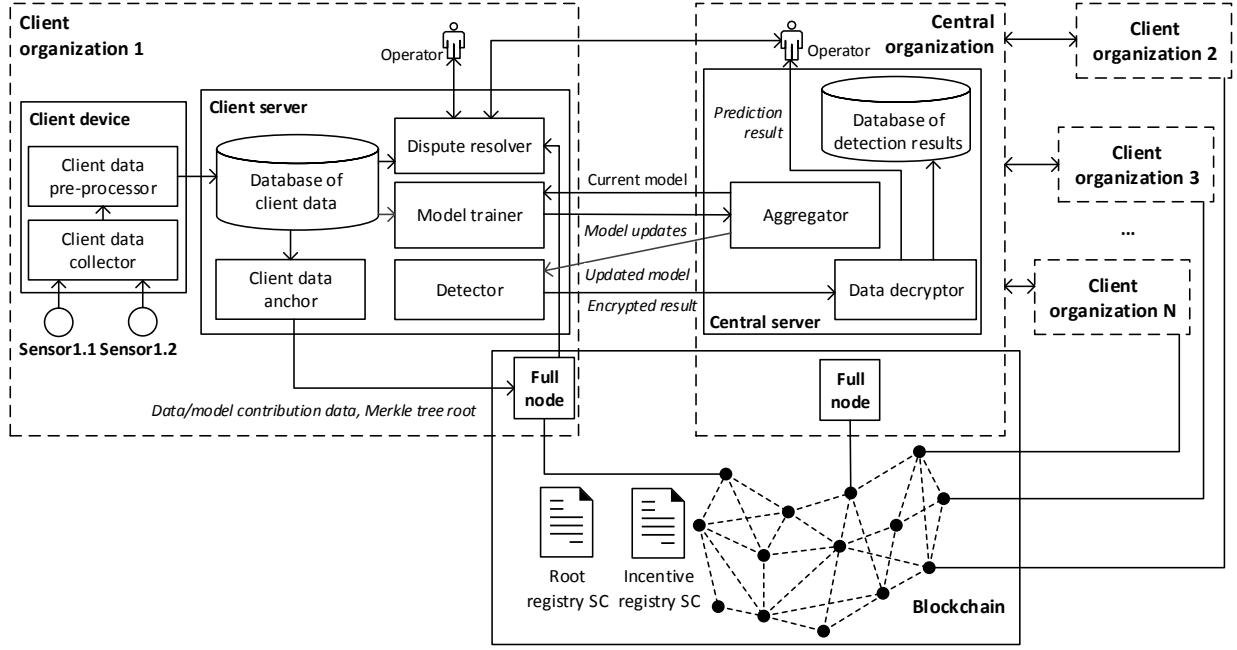 Client
organization 1
Operator
Client device
Client data
pre-processor
Client data
collector
Sensor1.1
Sensor1.2
Client server
Database of
client data
Client data
anchor
Dispute resolver
Model trainer
Detector
Current model
Model updates
Updated model
Encrypted result
Central
organization
Operator
Prediction
result
Database of
detection results
Aggregator
Data decryptor
Central server
Client
organization 2
Client
organization 3
...
Client
organization N
Data/model contribution data, Merkle tree root
Full
node
Full
node
Root
registry SC
Incentive
registry SC
Blockchain